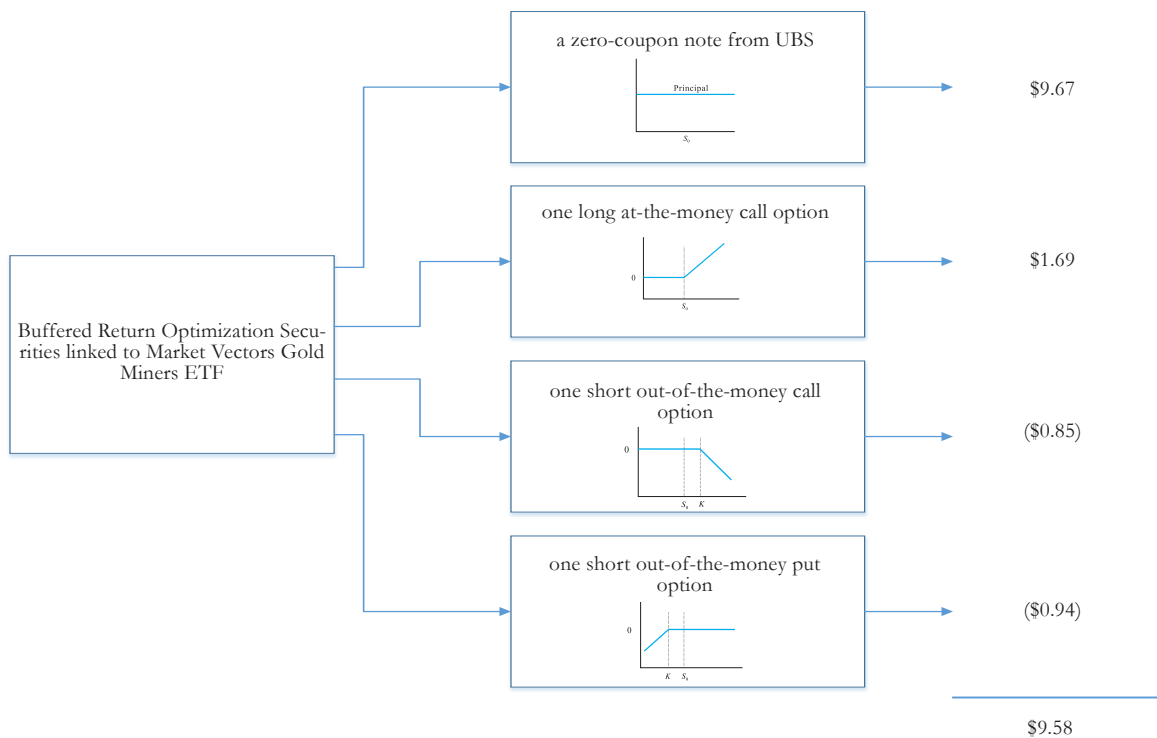 a zero-coupon note from UBS
Principal
S₀
$9.67
one long at-the-money call option
0
S₀
$1.69
Buffered Return Optimization Secu-
rities linked to Market Vectors Gold
Miners ETF
one short out-of-the-money call
option
0
S₀ K
($0.85)
one short out-of-the-money put
option
0
K S₀
($0.94)
$9.58